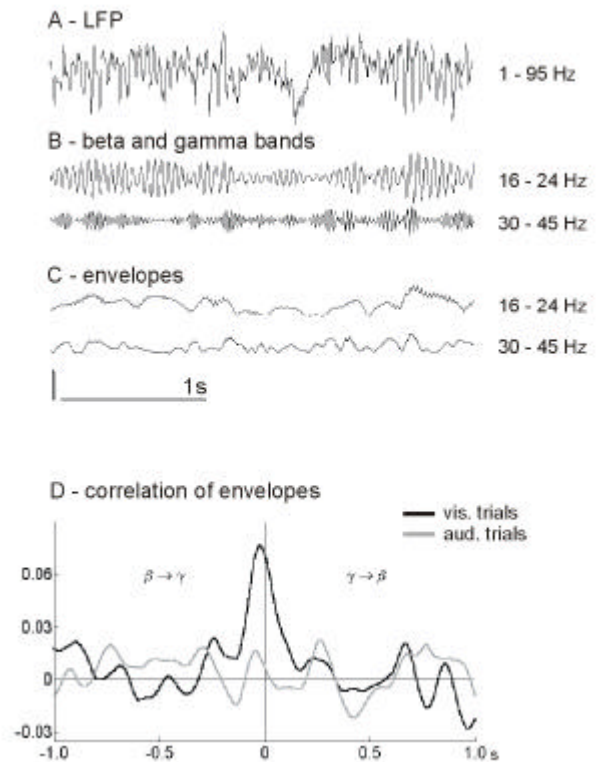 A - LFP
1 - 95 Hz
B - beta and gamma bands
16 - 24 Hz
30 - 45 Hz
C - envelopes
16 - 24 Hz
30 - 45 Hz
1s
D - correlation of envelopes
vis. trials
aud. trials
β → γ
γ → β
0.06
0.03
0
-0.03
-1.0 -0.5 0 0.5 1.0 s